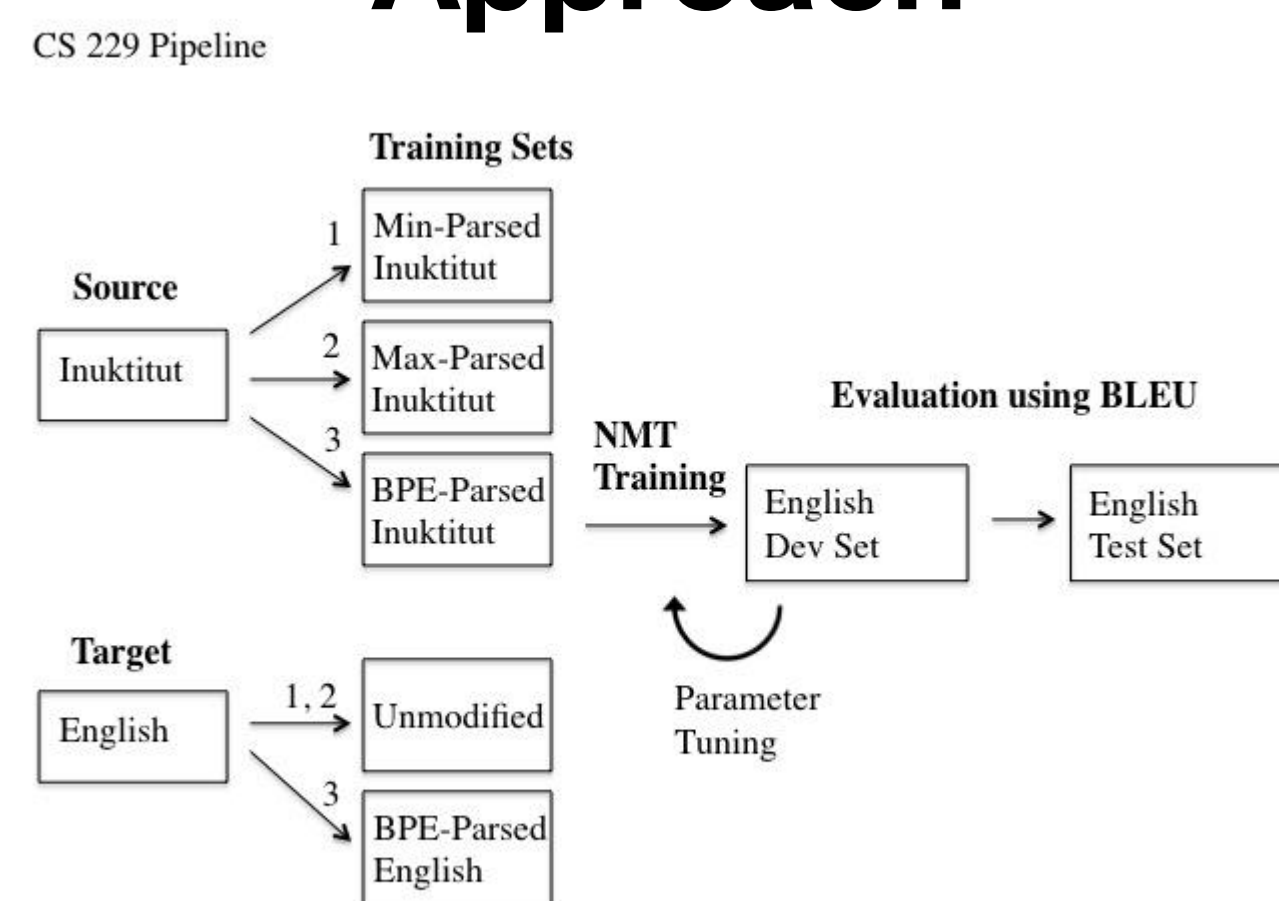 Approach
CS 229 Pipeline
Training Sets
1
Min-Parsed
Inuktitut
Source
Inuktitut
2
Max-Parsed
Inuktitut
3
BPE-Parsed
Inuktitut
NMT
Training
Evaluation using BLEU
English
Dev Set
English
Test Set
Parameter
Tuning
Target
English
1, 2
Unmodified
3
BPE-Parsed
English